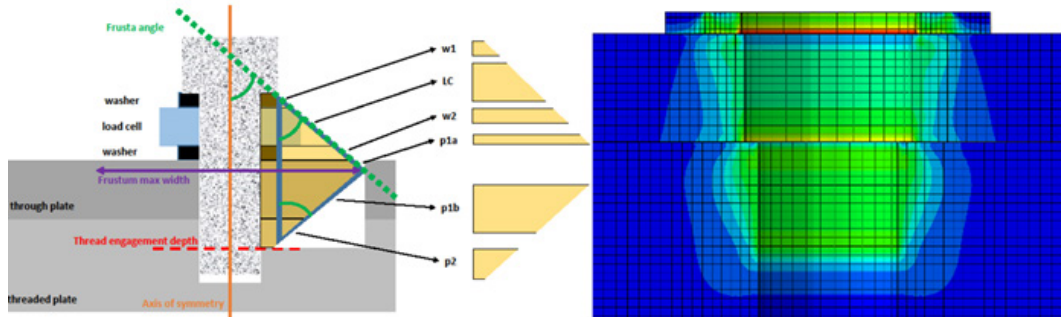 Frusta angle
washer
load cell
washer
Frustum max width
through plate
Thread engagement depth
threaded plate
Axis of symmetry
w1
LC
w2
p1a
p1b
p2